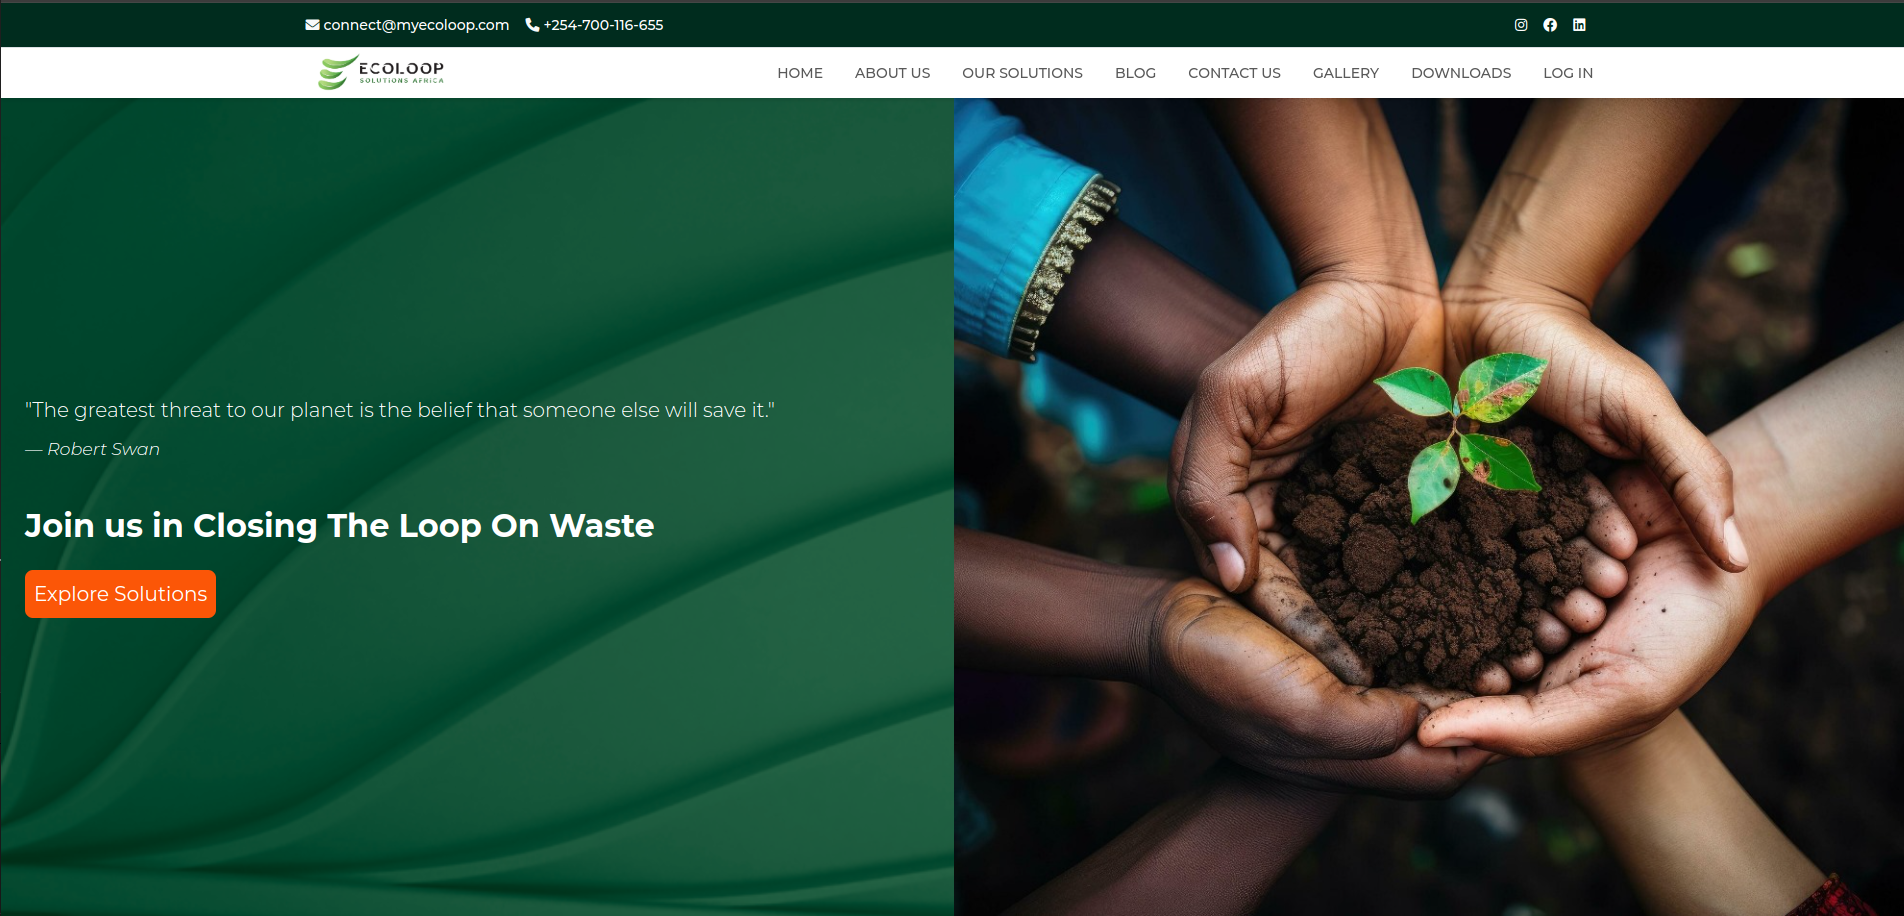 connect@myecoloop.com +254-700-116-655
ECOLOOP
SOLUTIONS AFRICA
HOME ABOUT US OUR SOLUTIONS BLOG CONTACT US GALLERY DOWNLOADS LOG IN
"The greatest threat to our planet is the belief that someone else will save it."
— Robert Swan
Join us in Closing The Loop On Waste
Explore Solutions